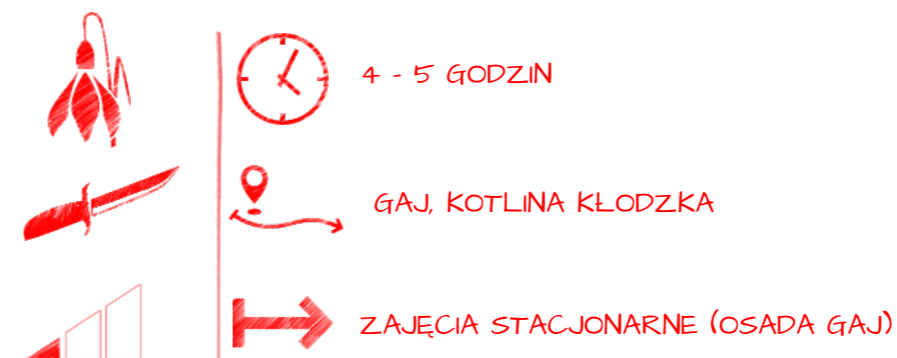 4 - 5 GODZIN
GAJ, KOTLINA KŁODZKA
ZAJĘCIA STACJONARNE (OSADA GAJ)